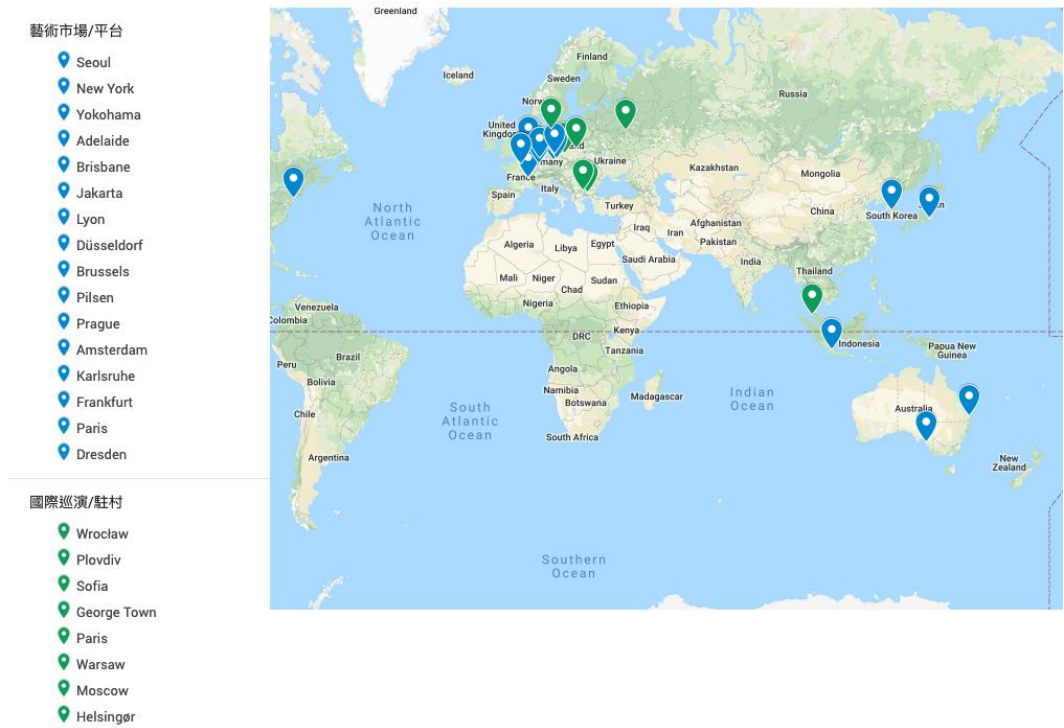 藝術市場/平台
Seoul
New York
Yokohama
Adelaide
Brisbane
Jakarta
Lyon
Düsseldorf
Brussels
Pilsen
Prague
Amsterdam
Karlsruhe
Frankfurt
Paris
Dresden
國際巡演/駐村
Wrocław
Plovdiv
Sofia
George Town
Paris
Warsaw
Moscow
Helsingør
Greenland
Iceland
Finland
Sweden
Russia
United
Kingdom
Ukraine
France
Spain
Italy
Turkey
Kazakhstan
Mongolia
China
South Korea
Afghanistan
Iraq
Iran
Pakistan
North
Atlantic
Ocean
Algeria
Libya
Egypt
Saudi Arabia
India
Thailand
Mali
Niger
Chad
Sudan
Nigeria
Ethiopia
Venezuela
Colombia
DRC
Kenya
Tanzania
Indonesia
Papua New
Guinea
Peru
Brazil
Bolivia
Angola
Namibia
Botswana
Madagascar
Indian
Ocean
Chile
South
Atlantic
Ocean
South Africa
Australia
Argentina
New
Zealand
Southern
Ocean